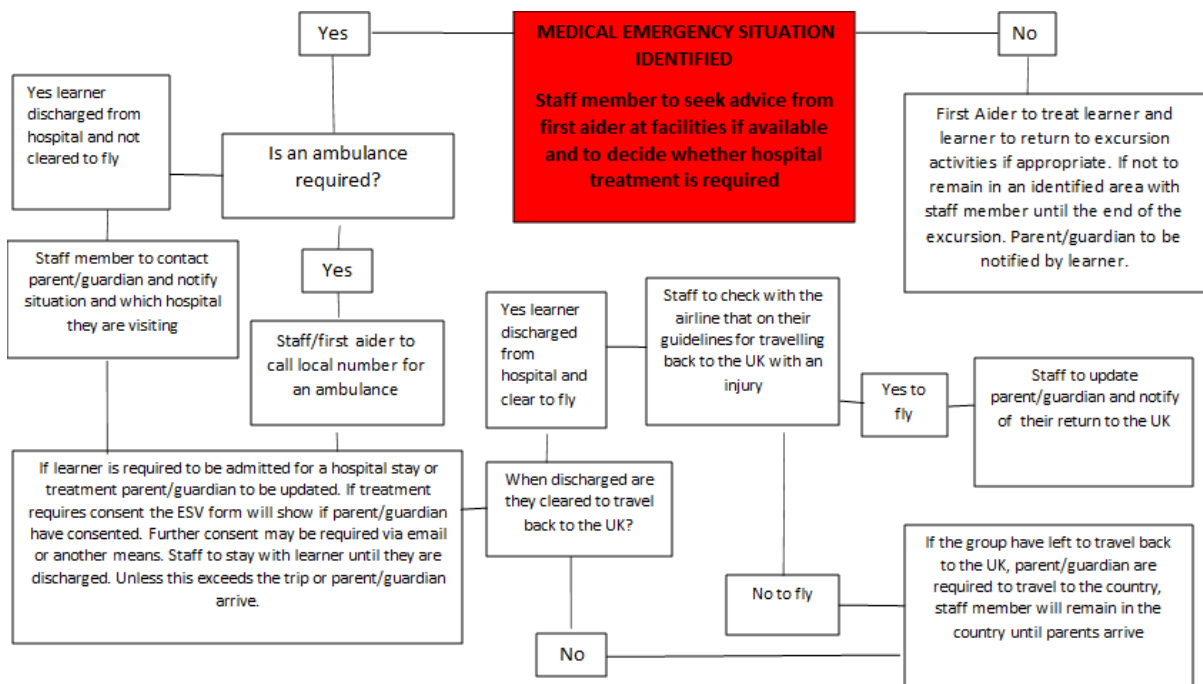 Yes
MEDICAL EMERGENCY SITUATION
IDENTIFIED
Staff member to seek advice from
first aider at facilities if available
and to decide whether hospital
treatment is required
No
Yes learner
discharged from
hospital and not
cleared to fly
Is an ambulance
required?
First Aider to treat learner and
learner to return to excursion
activities if appropriate. If not to
remain in an identified area with
staff member until the end of the
excursion. Parent/guardian to be
notified by learner.
Staff member to contact
parent/guardian and notify
situation and which hospital
they are visiting
Yes
Staff/first aider to
call local number for
an ambulance
Yes learner
discharged
from
hospital and
clear to fly
Staff to check with the
airline that on their
guidelines for travelling
back to the UK with an
injury
Yes to
fly
Staff to update
parent/guardian and notify
of their return to the UK
If learner is required to be admitted for a hospital stay or
treatment parent/guardian to be updated. If treatment
requires consent the ESV form will show if parent/guardian
have consented. Further consent may be required via email
or another means. Staff to stay with learner until they are
discharged. Unless this exceeds the trip or parent/guardian
arrive.
When discharged are
they cleared to travel
back to the UK?
No to fly
If the group have left to travel back
to the UK, parent/guardian are
required to travel to the country,
staff member will remain in the
country until parents arrive
No